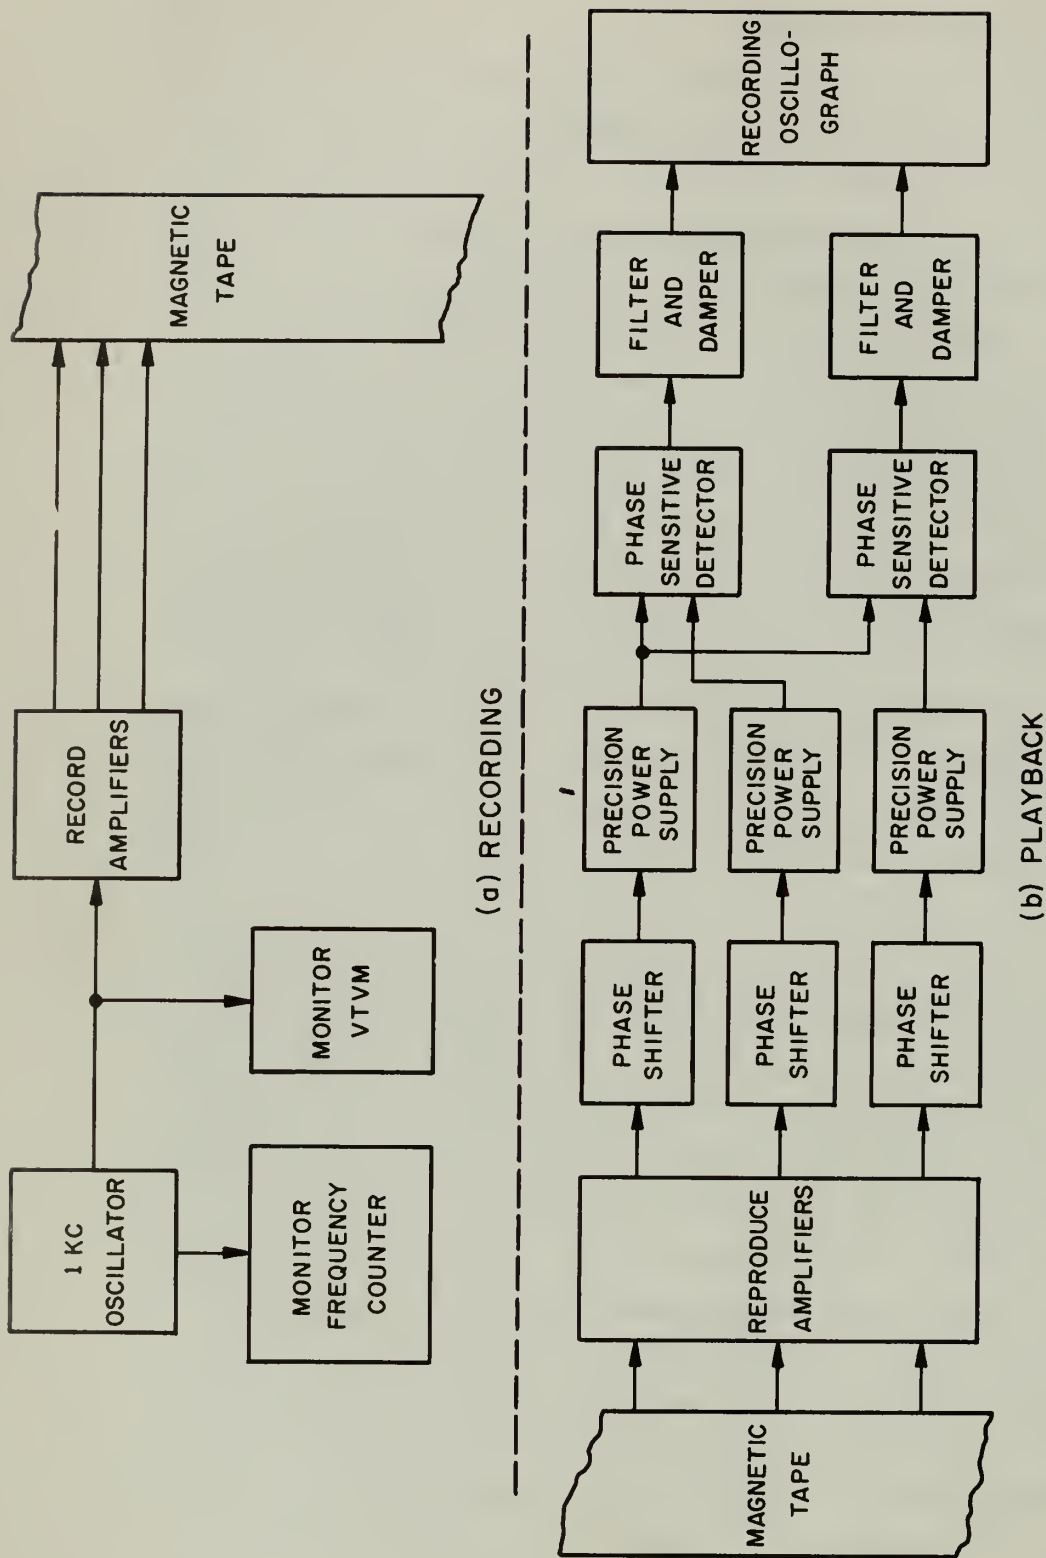 1 KC
OSCILLATOR
MONITOR
FREQUENCY
COUNTER
MONITOR
VTVM
RECORD
AMPLIFIERS
MAGNETIC
TAPE
(a) RECORDING
MAGNETIC
TAPE
REPRODUCE
AMPLIFIERS
PHASE
SHIFTER
PHASE
SHIFTER
PHASE
SHIFTER
PRECISION
POWER
SUPPLY
PRECISION
POWER
SUPPLY
PRECISION
POWER
SUPPLY
PHASE
SENSITIVE
DETECTOR
PHASE
SENSITIVE
DETECTOR
FILTER
AND
DAMPER
FILTER
AND
DAMPER
RECORDING
OSCILLO-
GRAPH
(b) PLAYBACK